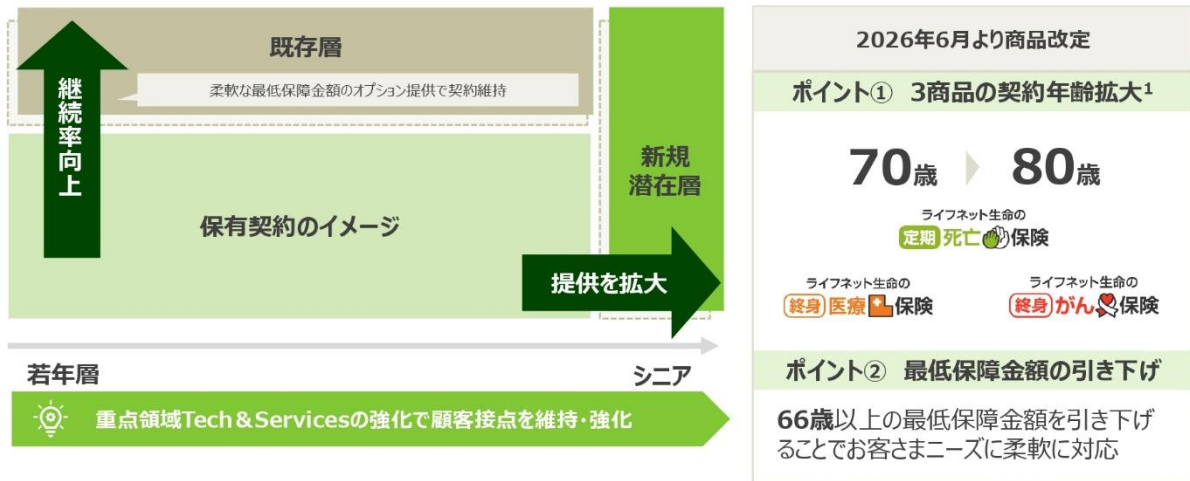 既存層
柔軟な最低保障金額のオプション提供で契約維持
継続率向上
保有契約のイメージ
新規
潜在層
提供を拡大
若年層
シニア
重点領域Tech＆Servicesの強化で顧客接点を維持・強化
2026年6月より商品改定
ポイント① 3商品の契約年齢拡大1
70歳 80歳
ライフネット生命の
定期死亡保険
ライフネット生命の
終身医療保険
ライフネット生命の
終身がん保険
ポイント② 最低保障金額の引き下げ
66歳以上の最低保障金額を引き下げ
ることでお客さまニーズに柔軟に対応